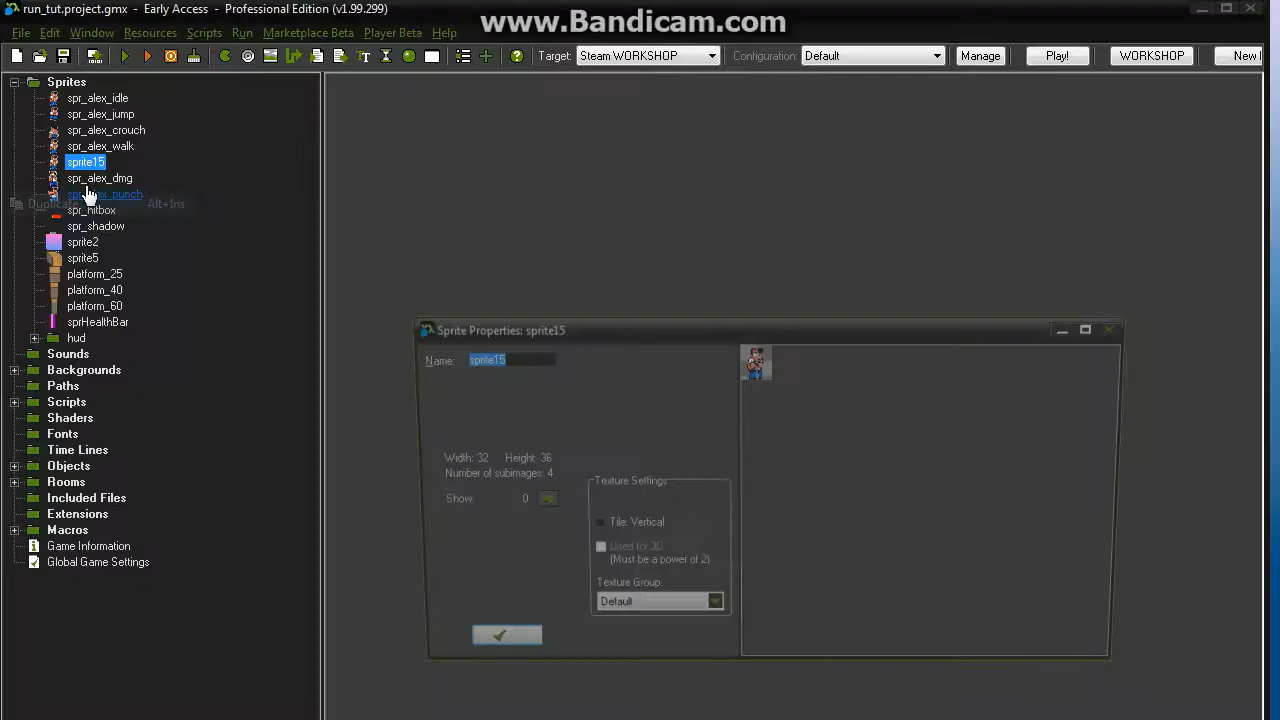 run_tut.project.gmx - Early Access - Professional Edition (v1.99.299)
www.Bandicam.com
File Edit Window Resources Scripts Run Marketplace Beta Player Beta Help
Target: Steam WORKSHOP Configuration: Default Manage Play! WORKSHOP New
Sprites
spr_alex_idle
spr_alex_jump
spr_alex_crouch
spr_alex_walk
sprite15
spr_alex_dmg
spr_alex_punch
Duplicate Alt+Ins
spr_hitbox
spr_shadow
sprite2
sprite5
platform_25
platform_40
platform_60
sprHealthBar
hud
Sounds
Backgrounds
Paths
Scripts
Shaders
Fonts
Time Lines
Objects
Rooms
Included Files
Extensions
Macros
Game Information
Global Game Settings
Sprite Properties: sprite15
Name: sprite15
Width: 32 Height: 36
Number of subimages: 4
Show: 0
Texture Settings
Tile: Vertical
Used for 3D
(Must be a power of 2)
Texture Group:
Default